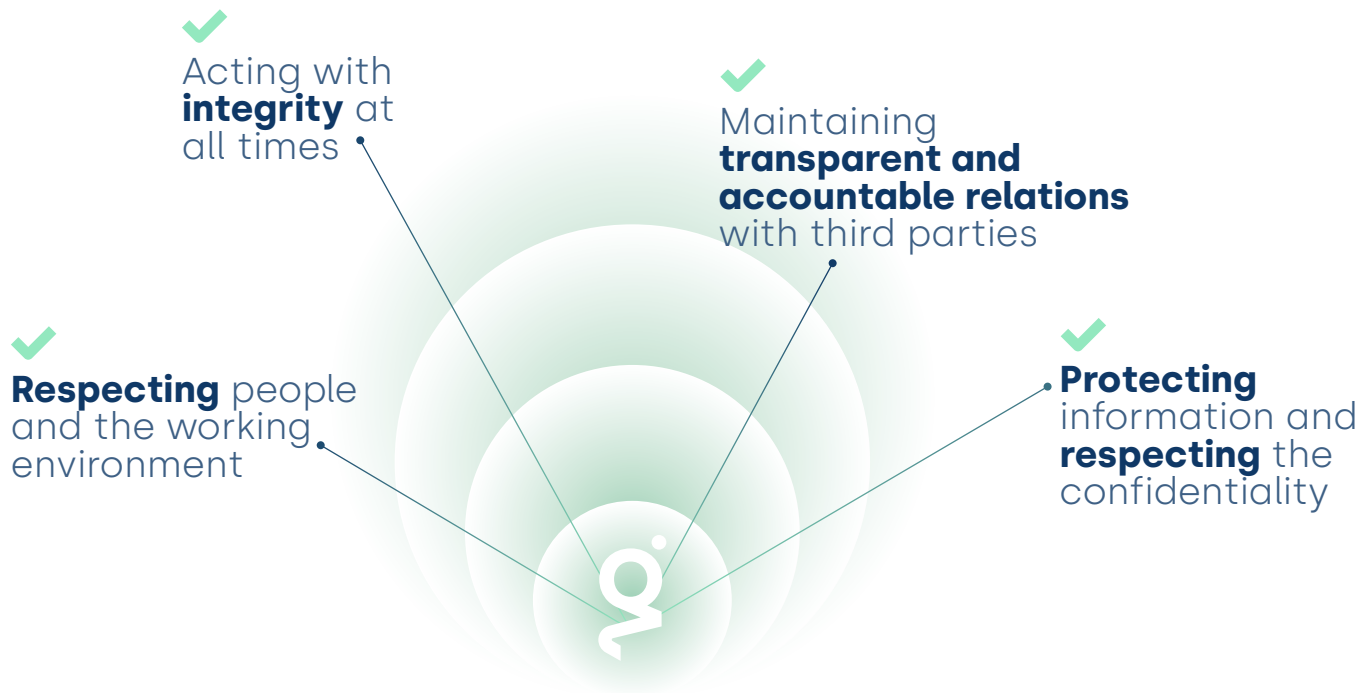 Acting with
integrity at
all times
Maintaining
transparent and
accountable relations
with third parties
Respecting people
and the working
environment
Protecting
information and
respecting the
confidentiality